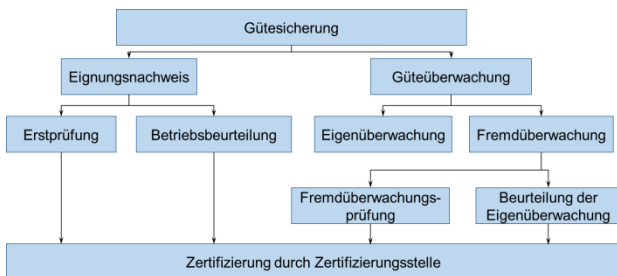 Gütesicherung
Eignungsnachweis
Güteüberwachung
Erstprüfung
Betriebsbeurteilung
Eigenüberwachung
Fremdüberwachung
Fremdüberwachungs-
prüfung
Beurteilung der
Eigenüberwachung
Zertifizierung durch Zertifizierungsstelle